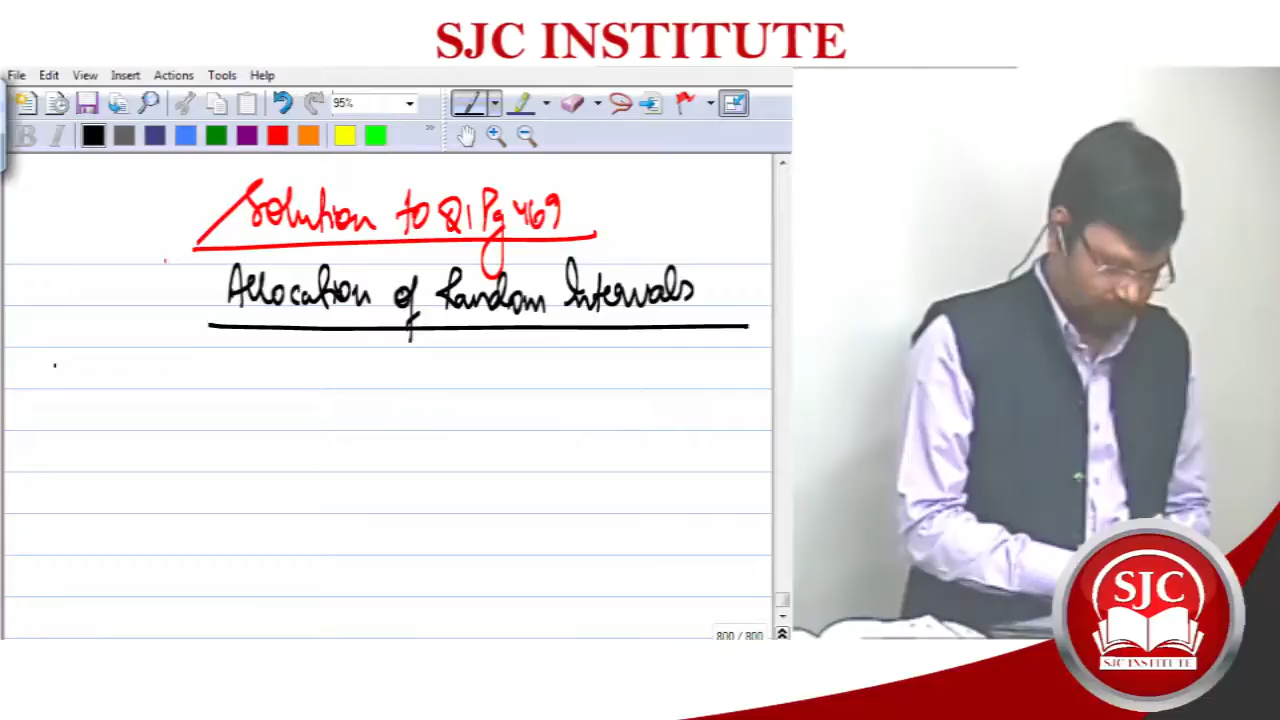 SJC INSTITUTE
File Edit View Insert Actions Tools Help
95%
B I
Solution to Q1 Pg 469
Allocation of Random Intervals
800 / 800
SJC
SJC INSTITUTE